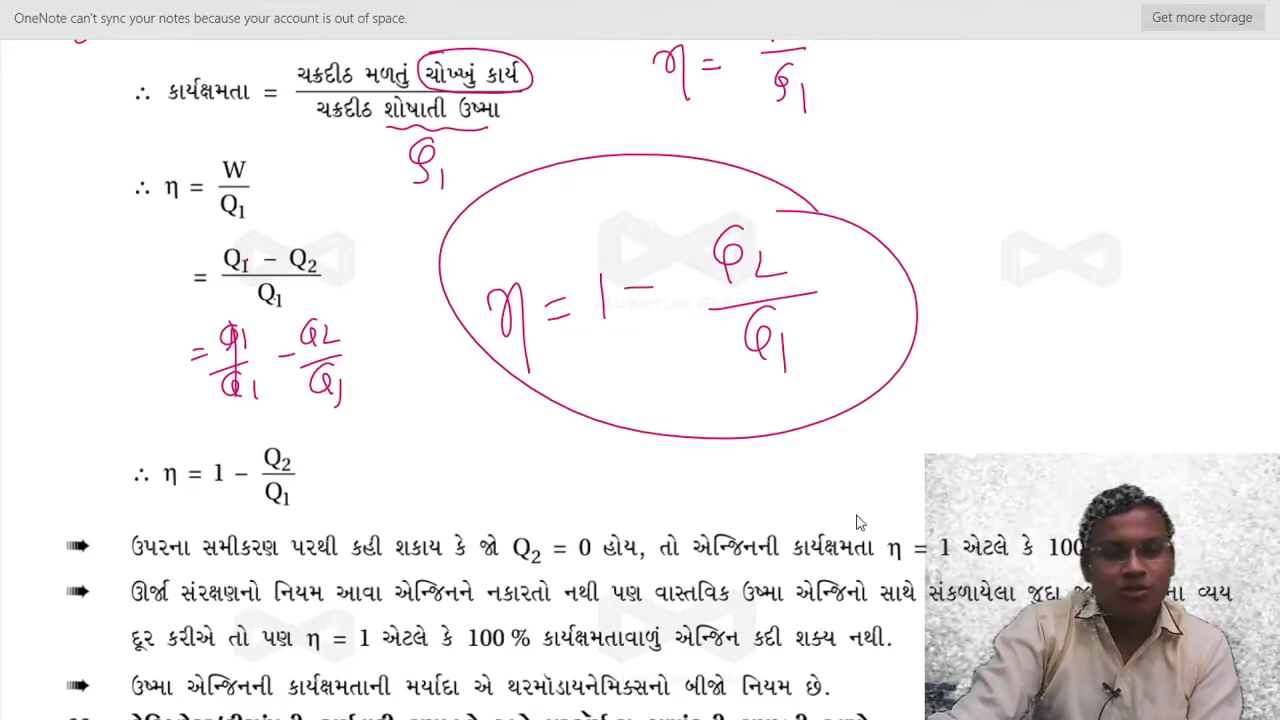 OneNote can't sync your notes because your account is out of space.
Get more storage
∴ કાર્યક્ષમતા = ચક્રદીઠ મળતું ચોખ્ખું કાર્ય / ચક્રદીઠ શોષાતી ઉષ્મા
η =
Q1
Q1
∴ η = W / Q1
= Q1 − Q2 / Q1
= Q1 / Q1 − Q2 / Q1
η = 1 − Q2 / Q1
∴ η = 1 − Q2 / Q1
➠ ઉપરના સમીકરણ પરથી કહી શકાય કે જો Q2 = 0 હોય, તો એન્જિનની કાર્યક્ષમતા η = 1 એટલે કે 100
➠ ઊર્જા સંરક્ષણનો નિયમ આવા એન્જિનને નકારતો નથી પણ વાસ્તવિક ઉષ્મા એન્જિનો સાથે સંકળાયેલા જુદા વ્યય
દૂર કરીએ તો પણ η = 1 એટલે કે 100 % કાર્યક્ષમતાવાળું એન્જિન કદી શક્ય નથી.
➠ ઉષ્મા એન્જિનની કાર્યક્ષમતાની મર્યાદા એ થરમૉડાયનેમિક્સનો બીજો નિયમ છે.